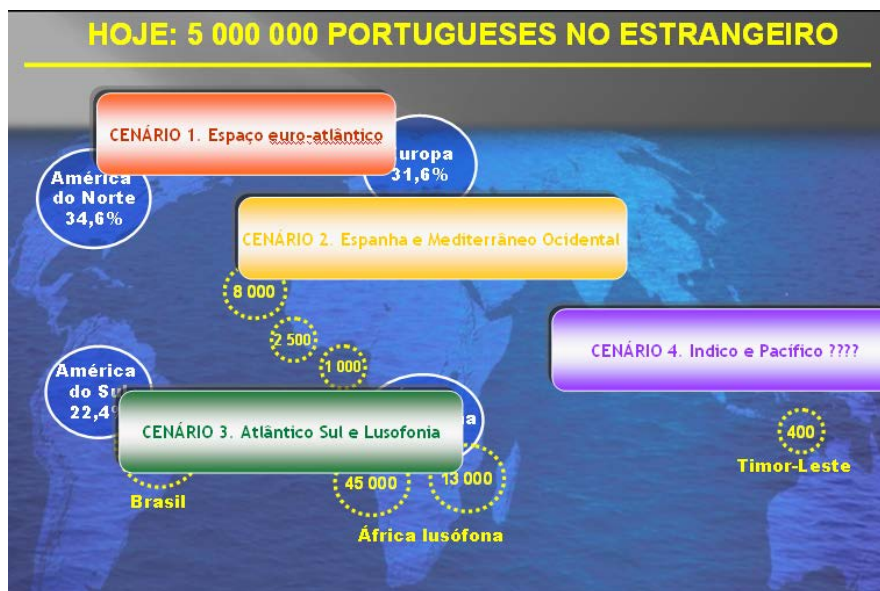 HOJE: 5 000 000 PORTUGUESES NO ESTRANGEIRO
CENÁRIO 1. Espaço euro-atlântico
América
do Norte
34,6%
Europa
31,6%
CENÁRIO 2. Espanha e Mediterrâneo Ocidental
8 000
2 500
1 000
CENÁRIO 4. Indico e Pacífico ????
América
do Sul
22,4%
CENÁRIO 3. Atlântico Sul e Lusofonia
400
Timor-Leste
45 000
13 000
Brasil
África lusófona